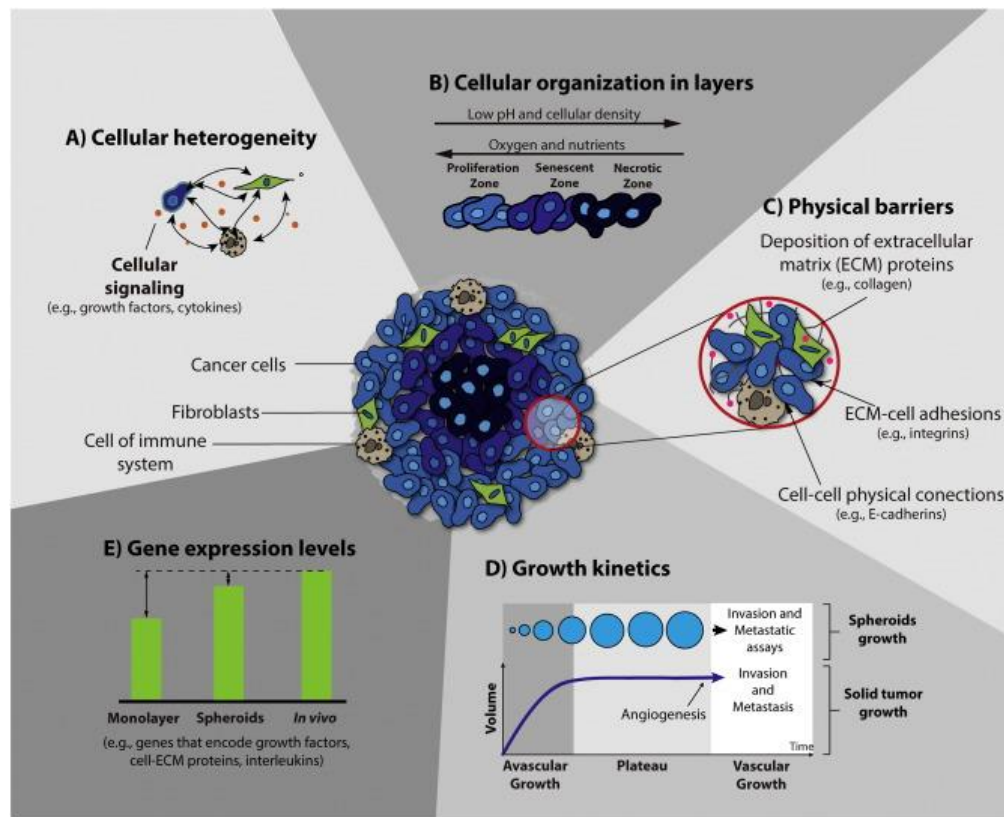 B) Cellular organization in layers
Low pH and cellular density
Oxygen and nutrients
Proliferation Senescent Necrotic
Zone Zone Zone
A) Cellular heterogeneity
Cellular
signaling
(e.g., growth factors, cytokines)
C) Physical barriers
Deposition of extracellular
matrix (ECM) proteins
(e.g., collagen)
Cancer cells
Fibroblasts
Cell of immune
system
ECM-cell adhesions
(e.g., integrins)
Cell-cell physical conections
(e.g., E-cadherins)
E) Gene expression levels
Monolayer Spheroids In vivo
(e.g., genes that encode growth factors,
cell-ECM proteins, interleukins)
D) Growth kinetics
Invasion and
Metastatic
assays
Spheroids
growth
Volume
Angiogenesis
Invasion
and
Metastasis
Solid tumor
growth
Time
Avascular Plateau Vascular
Growth Growth